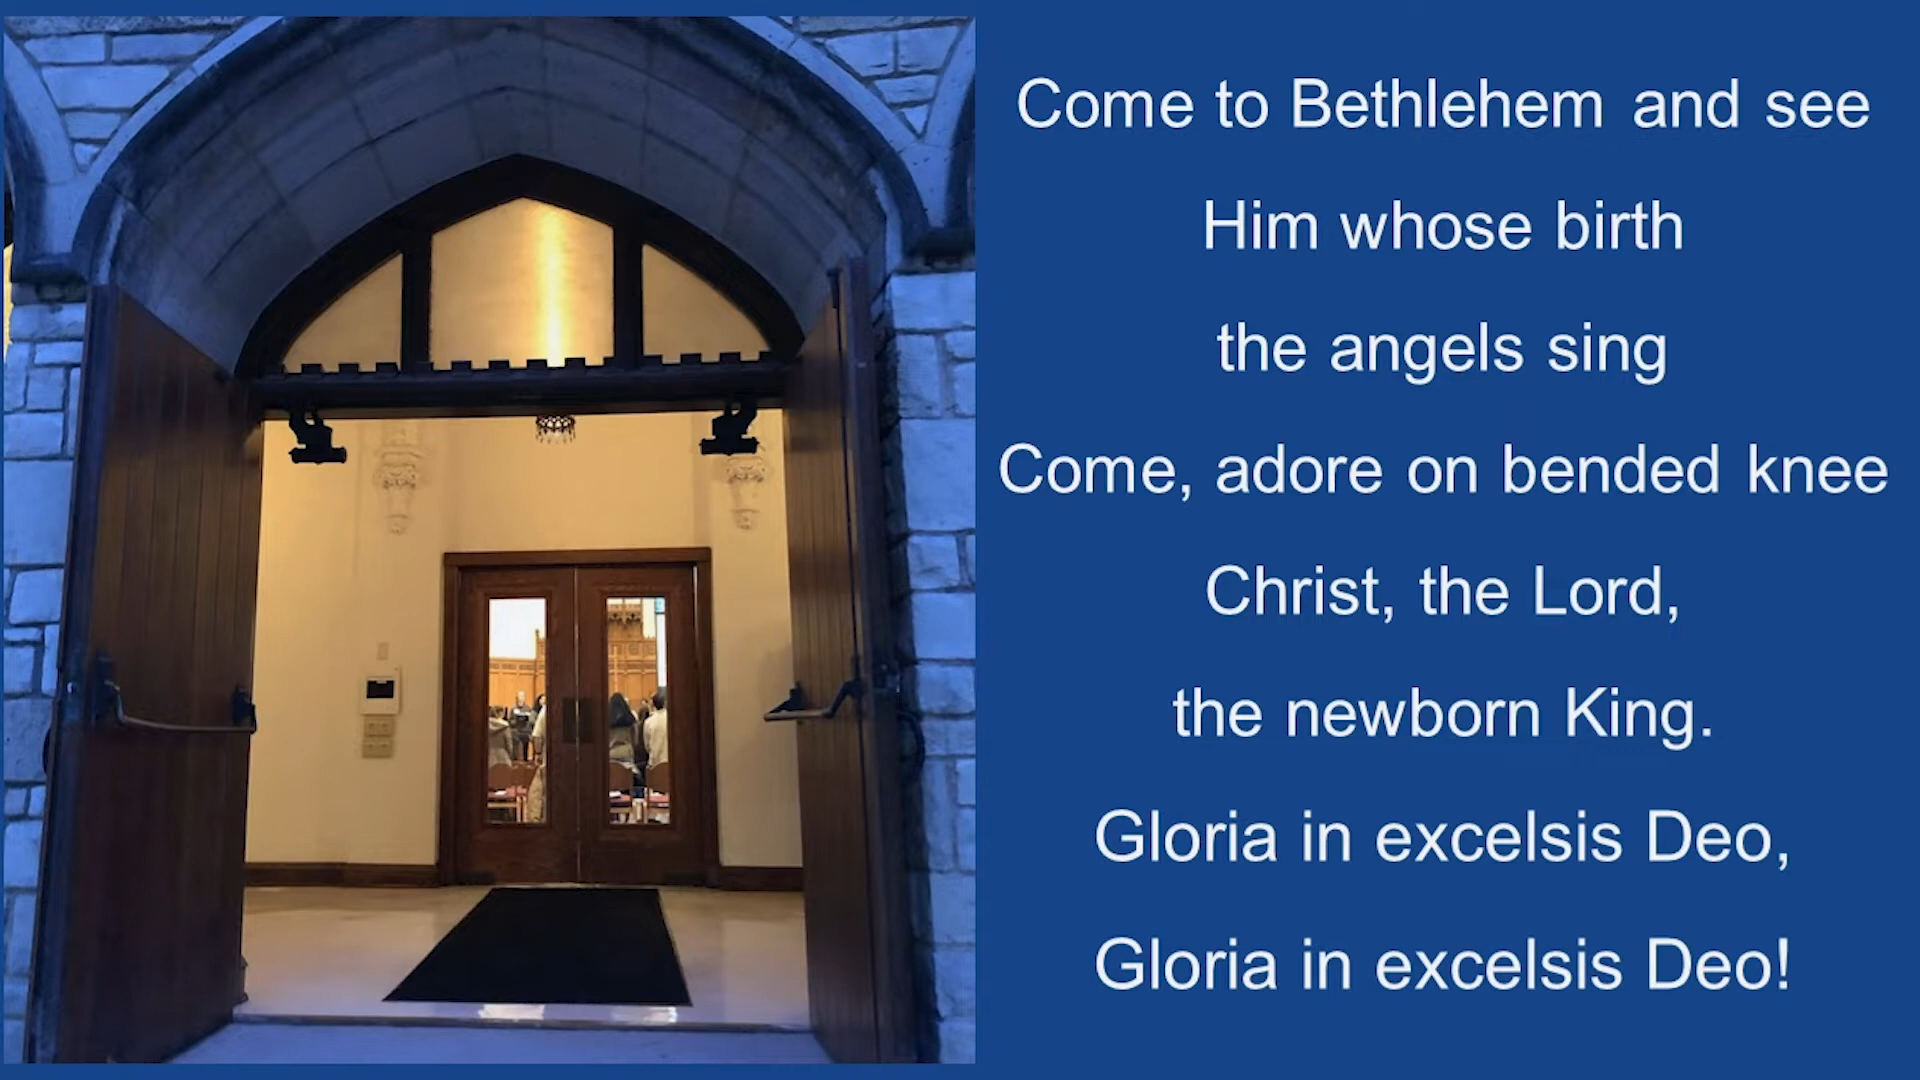 Come to Bethlehem and see
Him whose birth
the angels sing
Come, adore on bended knee
Christ, the Lord,
the newborn King.
Gloria in excelsis Deo,
Gloria in excelsis Deo!